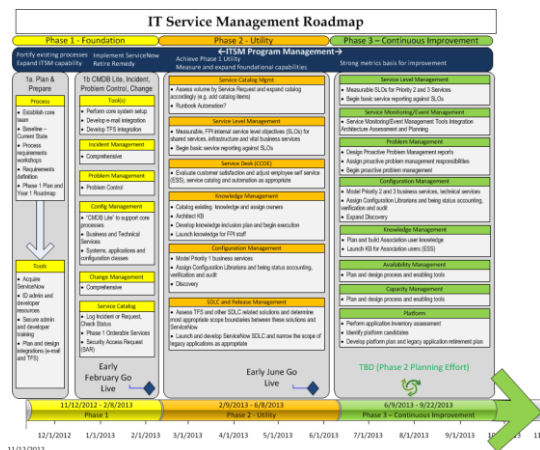 IT Service Management Roadmap
Phase 1 - Foundation
Phase 2 - Utility
Phase 3 – Continuous Improvement
←ITSM Program Management→
Fortify existing processes
Expand ITSM capability
Implement ServiceNow
Retire Remedy
Achieve Phase 1 Utility
Measure and expand foundational capabilities
Strong metrics basis for improvement
1a. Plan &
Prepare
Process
• Establish core
team
• Baseline –
Current State
• Process
requirements
workshops
• Requirements
definition
• Phase 1 Plan and
Year 1 Roadmap
Tools
• Acquire
ServiceNow
• ID admin and
developer
resources
• Secure admin
and developer
training
• Plan and design
integrations (e-mail
and TFS)
1b CMDB Lite, Incident,
Problem Control, Change
Tool(s)
• Perform core system setup
• Develop e-mail integration
• Develop TFS integration
Incident Management
• Comprehensive
Problem Management
• Problem Control
Config Management
• "CMDB Lite" to support core
processes
• Business and Technical
Services
• Systems, applications and
configuration classes
Change Management
• Comprehensive
Service Catalog
• Log Incident or Request,
Check Status
• Phase 1 Orderable Services
• Security Access Request
(SAR)
Early
February Go
Live
Service Catalog Mgmt
• Assess volume by Service Request and expand catalog
accordingly (e.g. add catalog items)
• Runbook Automation?
Service Level Management
• Measurable, FPI internal service level objectives (SLOs) for
shared services, infrastructure and vital business services
• Begin basic service reporting against SLOs
Service Desk (CCOE)
• Evaluate customer satisfaction and adjust employee self service
(ESS), service catalog and automation as appropriate
Knowledge Management
• Catalog existing knowledge and assign owners
• Architect KB
• Develop knowledge includes plan and begin execution
• Launch knowledge for FPI staff
Configuration Management
• Model Priority 1 business services
• Assign Configuration Librarians and being status accounting,
verification and audit
• Discovery
SDLC and Release Management
• Assess TFS and other SDLC related solutions and determine
most appropriate scope boundaries between these solutions and
ServiceNow
• Launch and develop ServiceNow SDLC and narrow the scope of
legacy applications as appropriate
Early June Go
Live
Service Level Management
• Measurable SLOs for Priority 2 and 3 Services
• Begin basic service reporting against SLOs
Service Monitoring/Event Management
• Service Monitoring/Event Management Tools Integration
Architecture Assessment and Planning
Problem Management
• Design Proactive Problem Management reports
• Assign proactive problem management responsibilities
• Begin proactive problem management
Configuration Management
• Model Priority 2 and 3 business services, technical services
• Assign Configuration Librarians and being status accounting,
verification and audit
• Expand Discovery
Knowledge Management
• Plan and build Association user knowledge
• Launch KB for Association users (ESS)
Availability Management
• Plan and design process and enabling tools
Capacity Management
• Plan and design process and enabling tools
Platform
• Perform application inventory assessment
• Identify platform candidates
• Develop platform plan and legacy application retirement plan
TBD (Phase 2 Planning Effort)
11/12/2012 - 2/8/2013
Phase 1
2/9/2013 - 6/8/2013
Phase 2 - Utility
6/9/2013 - 9/22/2013
Phase 3 – Continuous Improvement
12/1/2012
1/1/2013
2/1/2013
3/1/2013
4/1/2013
5/1/2013
6/1/2013
7/1/2013
8/1/2013
9/1/2013